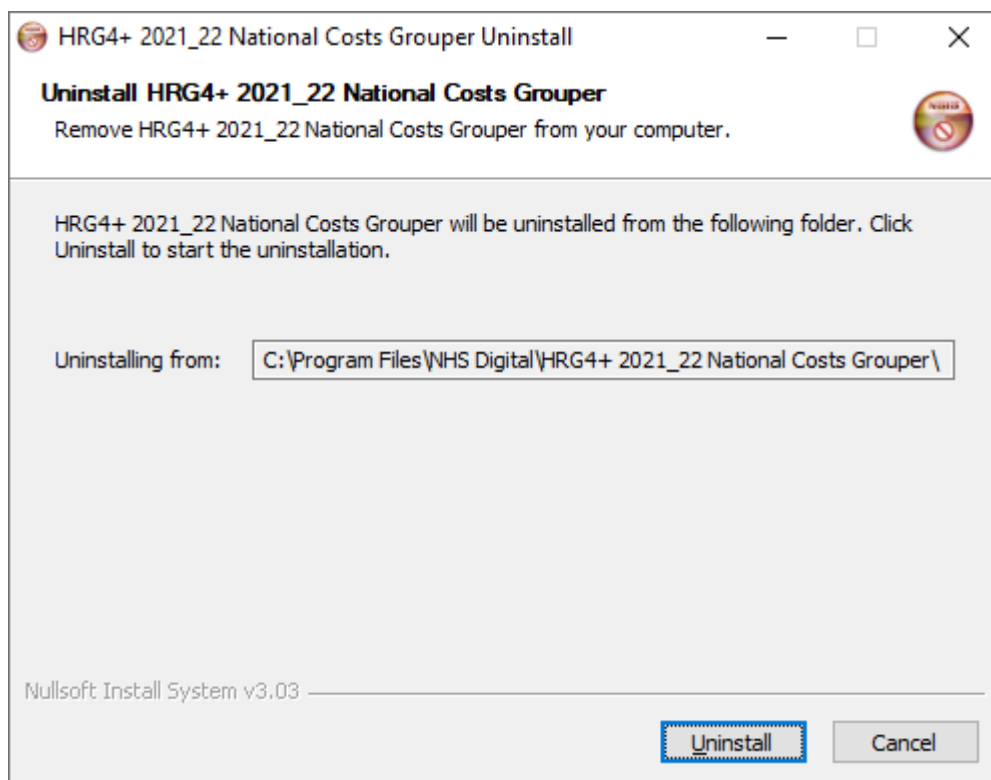 HRG4+ 2021_22 National Costs Grouper Uninstall
Uninstall HRG4+ 2021_22 National Costs Grouper
Remove HRG4+ 2021_22 National Costs Grouper from your computer.
HRG4+ 2021_22 National Costs Grouper will be uninstalled from the following folder. Click
Uninstall to start the uninstallation.
Uninstalling from: C:\Program Files\NHS Digital\HRG4+ 2021_22 National Costs Grouper\
Nullsoft Install System v3.03
Uninstall Cancel